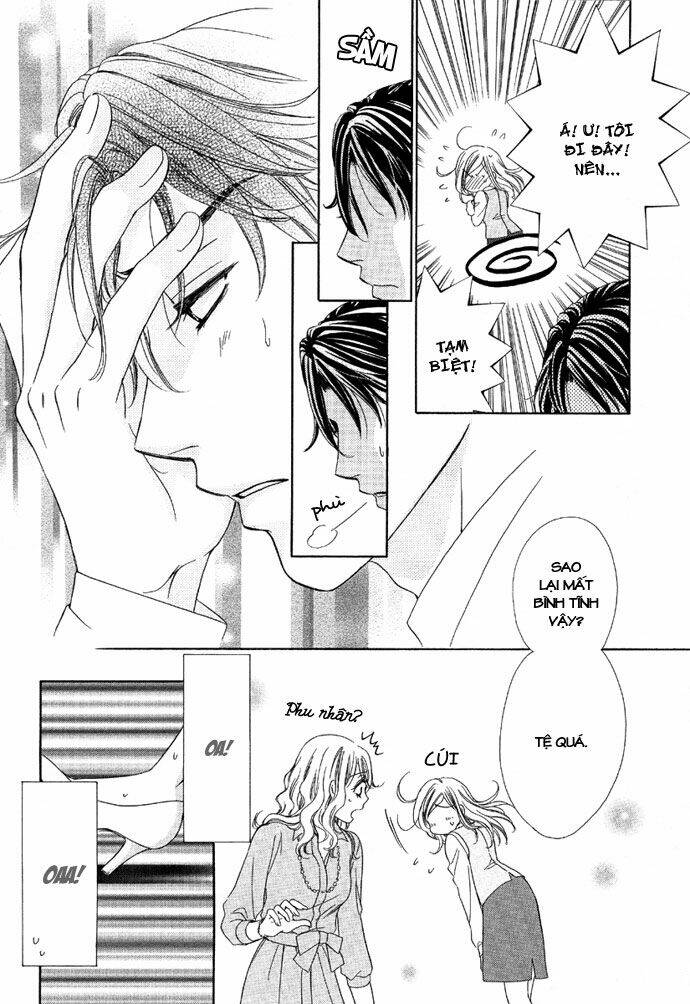 Á! Ư! TÔI
ĐI ĐÂY!
NÊN...
TẠM
BIỆT!
SẦM
phù
SAO
LẠI MẤT
BÌNH TĨNH
VẬY?
TỆ QUÁ.
CÚI
Phu nhân?
OA!
OAA!